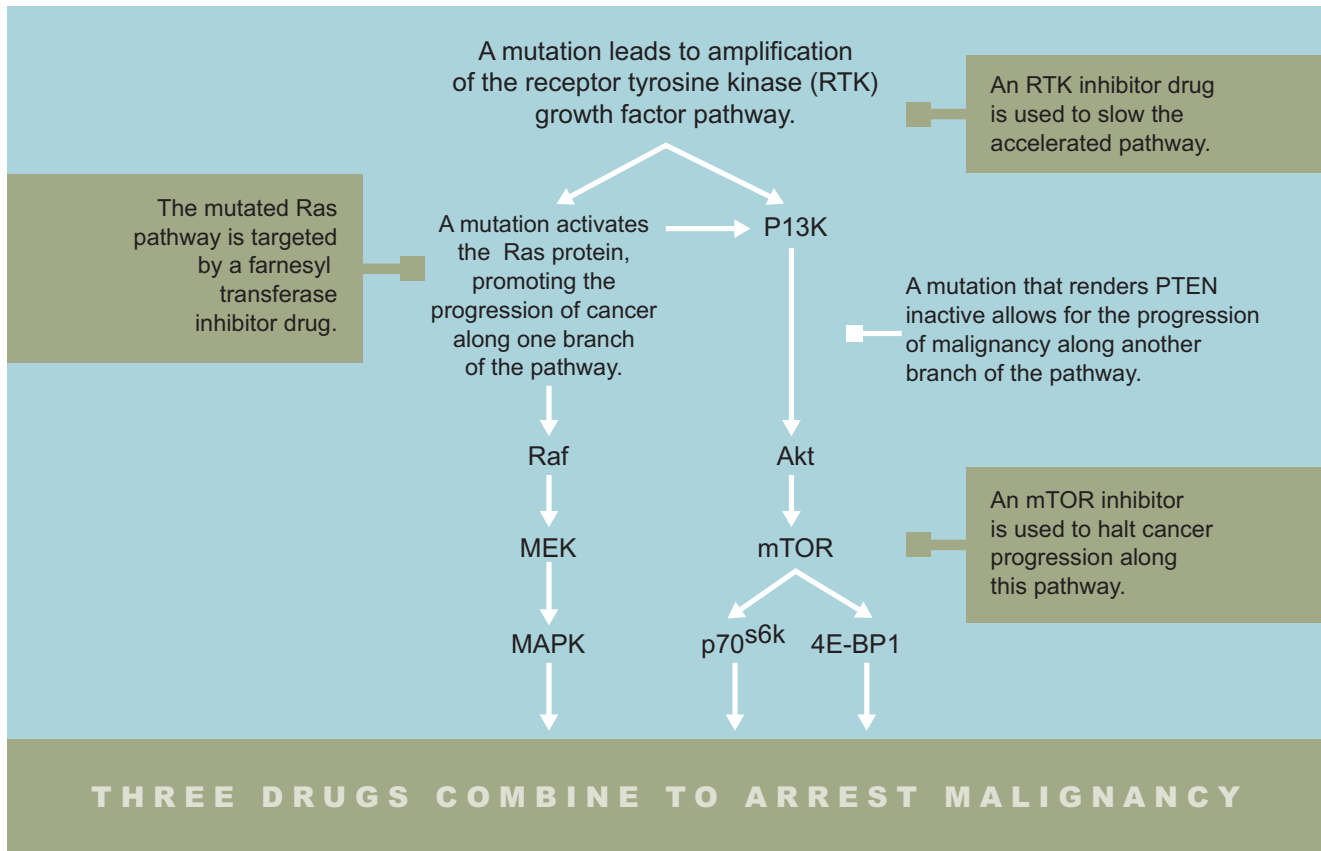 A mutation leads to amplification
of the receptor tyrosine kinase (RTK)
growth factor pathway.
An RTK inhibitor drug
is used to slow the
accelerated pathway.
The mutated Ras
pathway is targeted
by a farnesyl
transferase
inhibitor drug.
A mutation activates
the Ras protein,
promoting the
progression of cancer
along one branch
of the pathway.
P13K
A mutation that renders PTEN
inactive allows for the progression
of malignancy along another
branch of the pathway.
Raf
Akt
An mTOR inhibitor
is used to halt cancer
progression along
this pathway.
MEK
mTOR
MAPK
p70s6k
4E-BP1
THREE DRUGS COMBINE TO ARREST MALIGNANCY